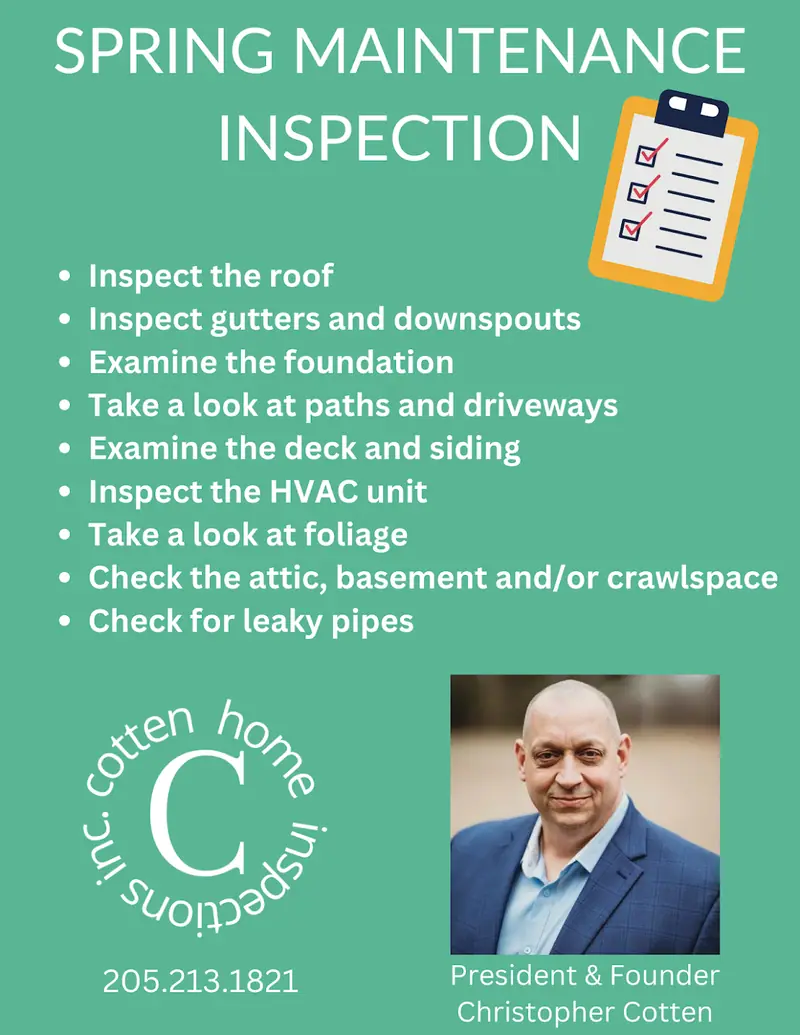 SPRING MAINTENANCE
INSPECTION
• Inspect the roof
• Inspect gutters and downspouts
• Examine the foundation
• Take a look at paths and driveways
• Examine the deck and siding
• Inspect the HVAC unit
• Take a look at foliage
• Check the attic, basement and/or crawlspace
• Check for leaky pipes
cotten home inspections inc.
C
205.213.1821
President & Founder
Christopher Cotten